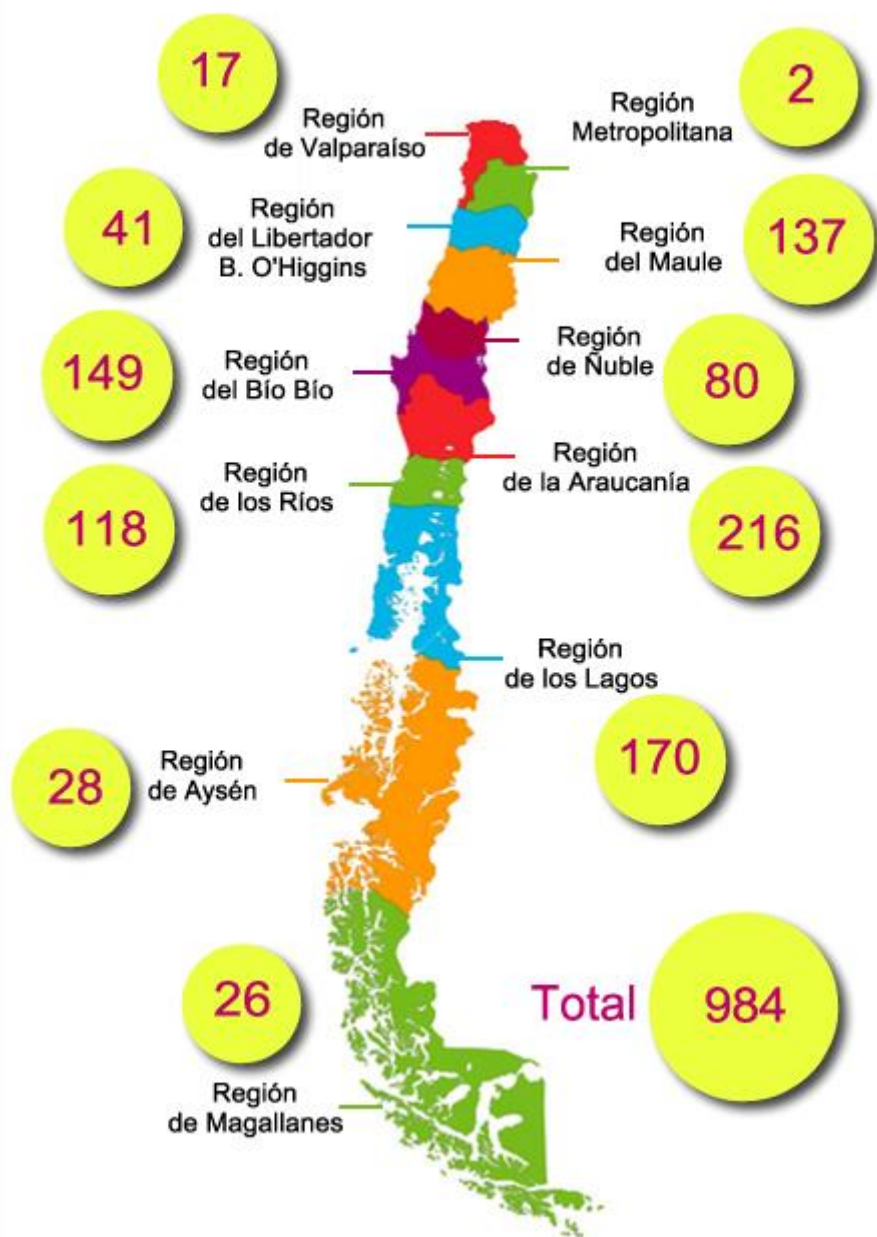 17
Región
de Valparaíso
Región
Metropolitana
2
41
Región
del Libertador
B. O'Higgins
Región
del Maule
137
149
Región
del Bío Bío
Región
de Ñuble
80
118
Región
de los Ríos
Región
de la Araucanía
216
Región
de los Lagos
170
28
Región
de Aysén
26
Región
de Magallanes
Total
984